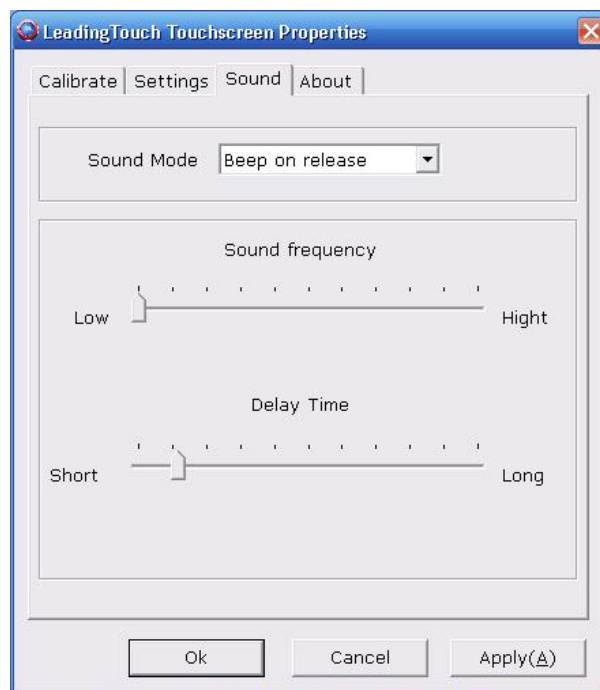 LeadingTouch Touchscreen Properties
Calibrate Settings Sound About
Sound Mode Beep on release
Sound frequency
Low Hight
Delay Time
Short Long
Ok Cancel Apply(A)